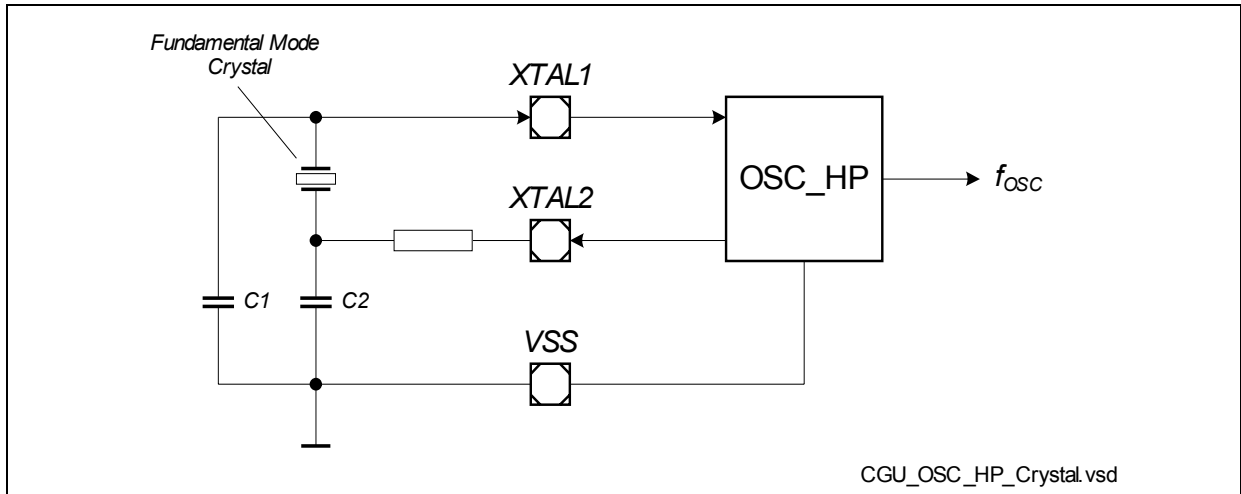 Fundamental Mode
Crystal
XTAL1
OSC_HP
fOSC
XTAL2
C1
C2
VSS
CGU_OSC_HP_Crystal.vsd